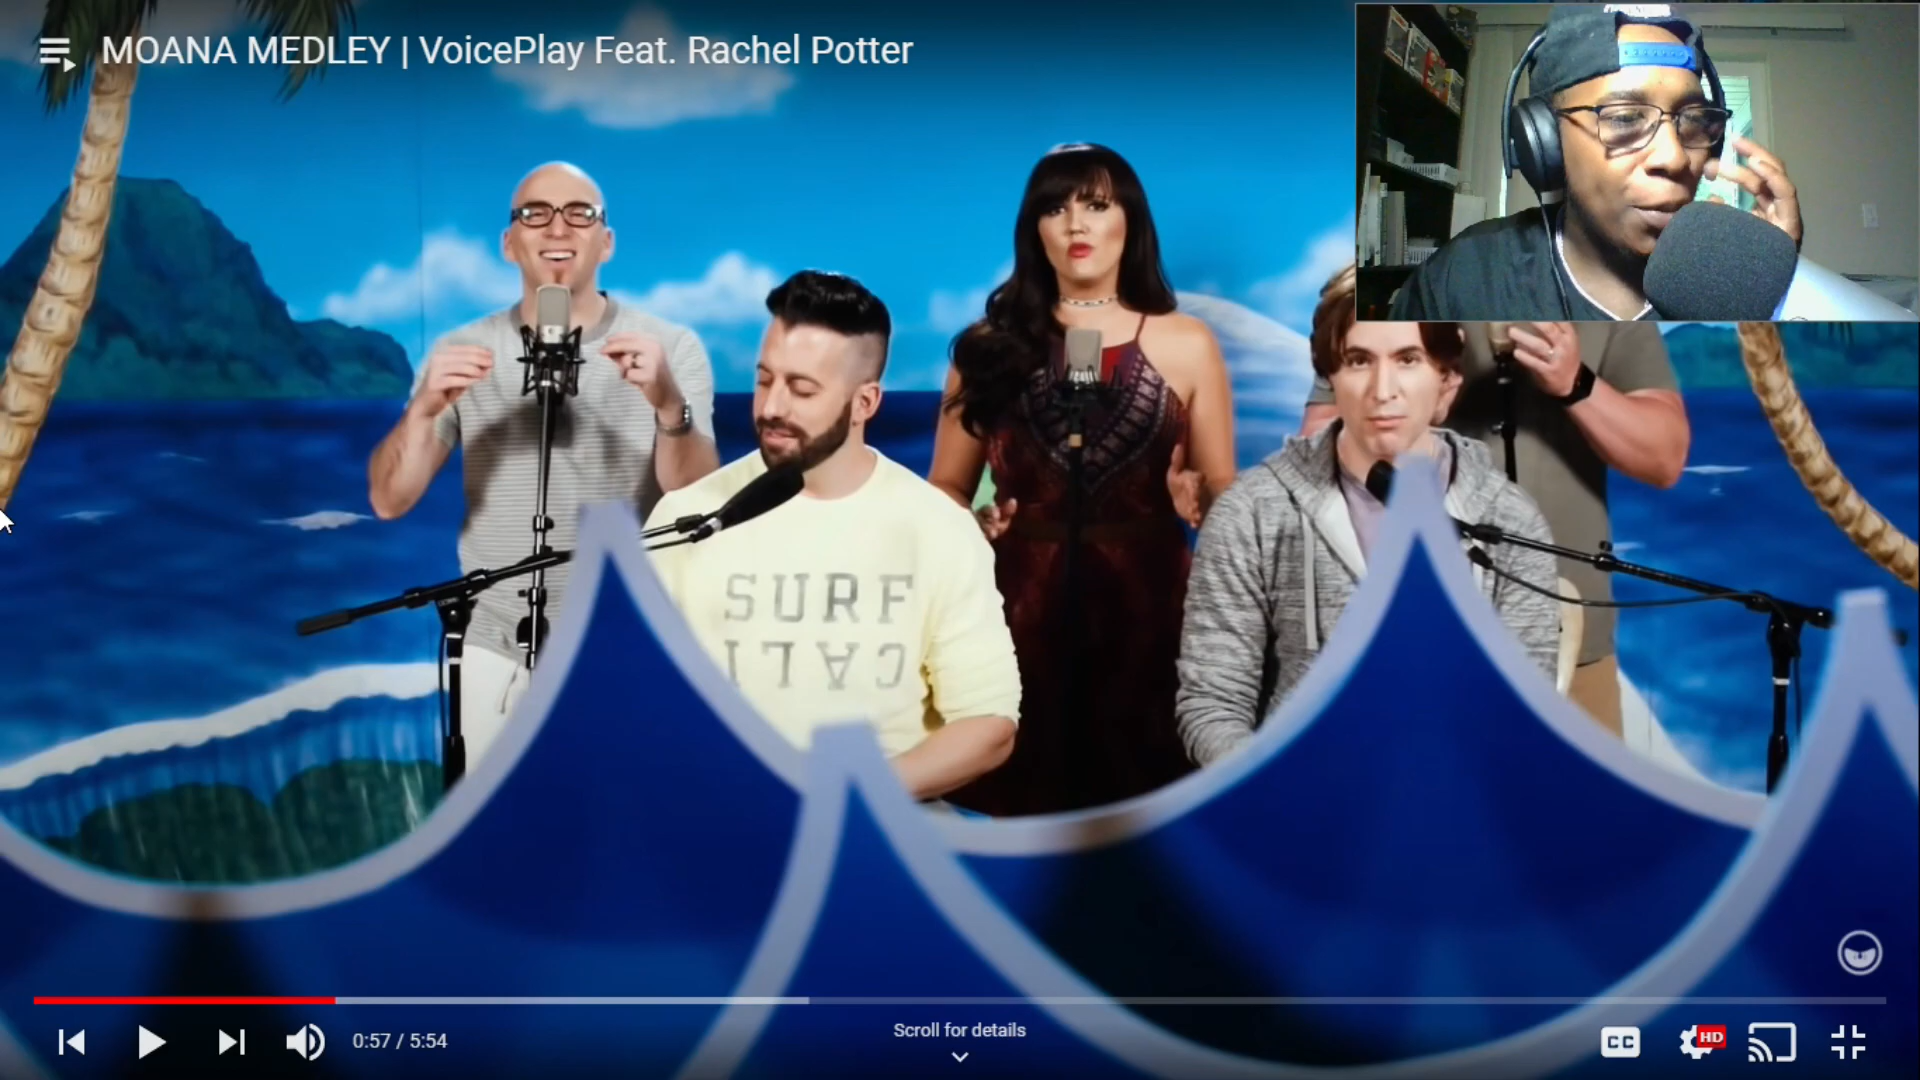 MOANA MEDLEY | VoicePlay Feat. Rachel Potter
SURF
CALI
0:57 / 5:54
Scroll for details
CC
HD